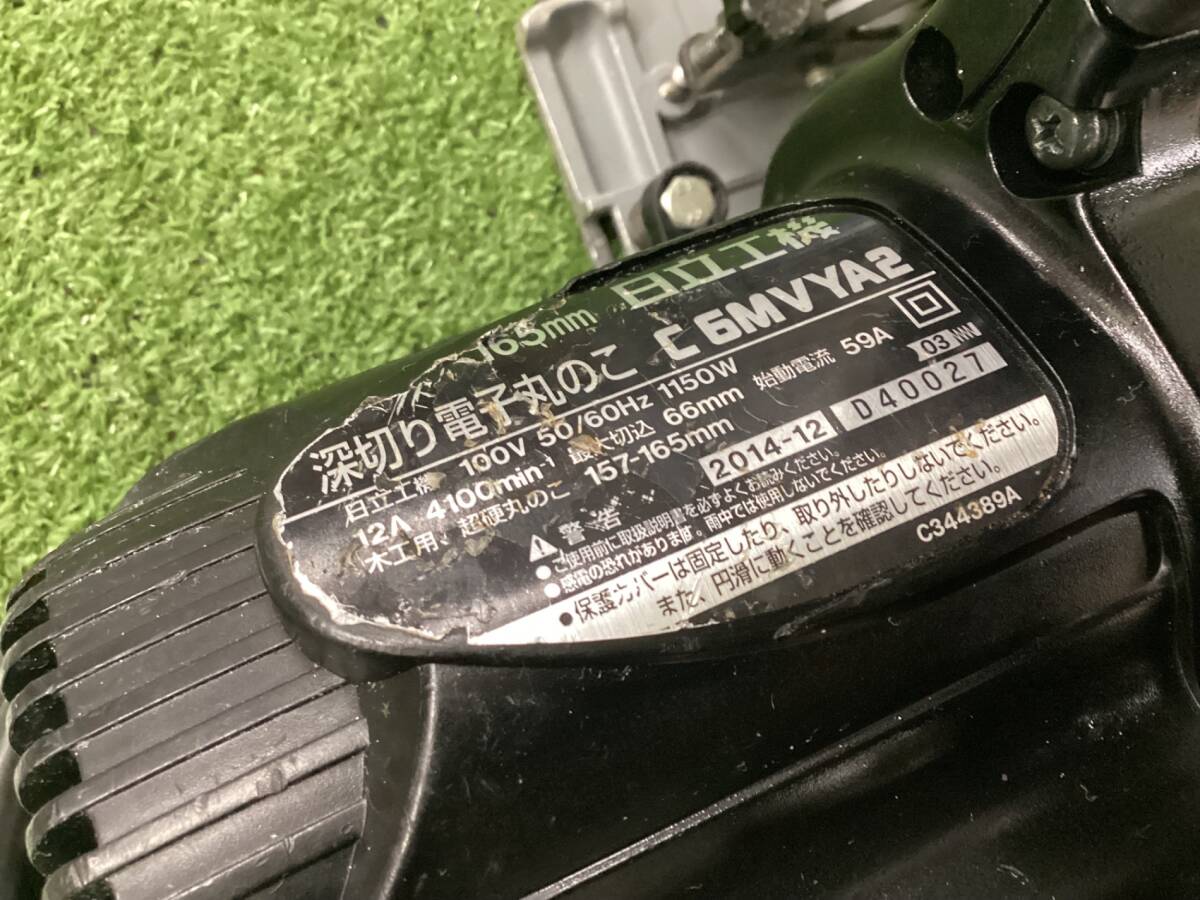 165mm 日立工機
深切り電子丸のこ C 6MVYA2
日立工機 100V 50/60Hz 1150W
12A 4100min-1 最大切込 66mm 始動電流 59A
木工用、超硬丸のこ 157-165mm
2014-12 D40027 03
⚠ 警告
●ご使用前に取扱説明書を必ずよくお読みください。
●感電の恐れがあります。雨中では使用しないでください。
●保護カバーは固定したり、取り外したりしないでください。
また、円滑に動くことを確認してください。
C344389A